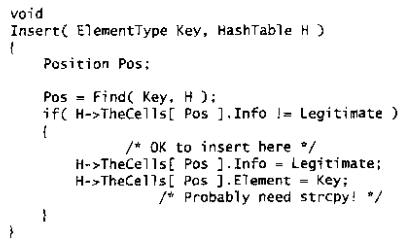 void
Insert( ElementType Key, HashTable H )
{
    Position Pos;

    Pos = Find( Key, H );
    if( H->TheCells[ Pos ].Info != Legitimate )
    {
            /* OK to insert here */
        H->TheCells[ Pos ].Info = Legitimate;
        H->TheCells[ Pos ].Element = Key;
                /* Probably need strcpy! */
    }
}